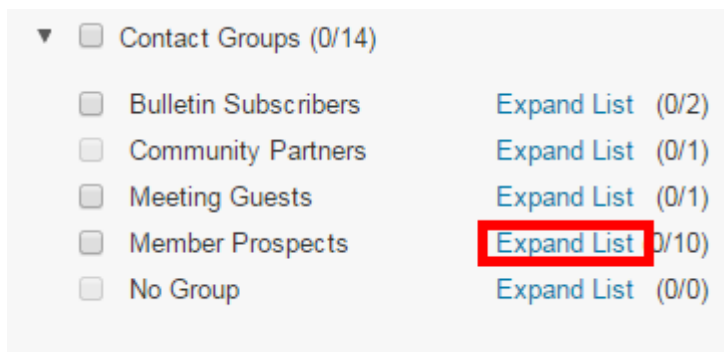 Contact Groups (0/14)
Bulletin Subscribers Expand List (0/2)
Community Partners Expand List (0/1)
Meeting Guests Expand List (0/1)
Member Prospects Expand List 0/10)
No Group Expand List (0/0)